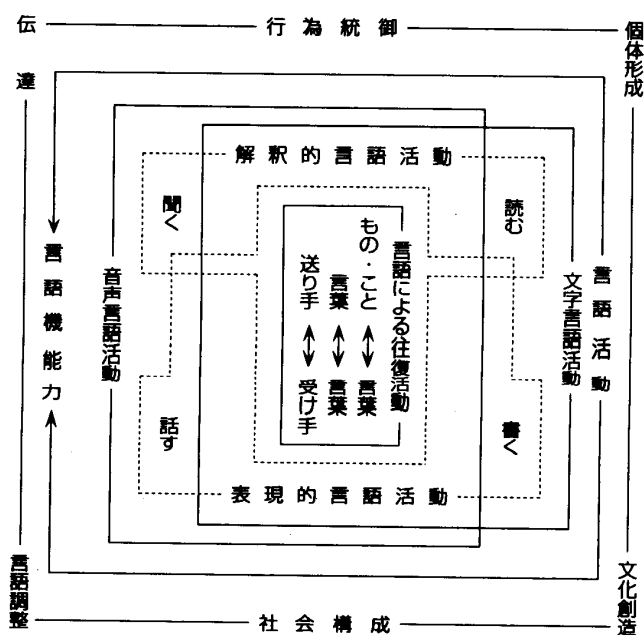 伝達
行為統御
個体形成
解釈的言語活動
聞く
読む
言語機能力
音声言語活動
送り手 ↔ 受け手
言葉 ↔ 言葉
もの・こと ↔ 言葉
言語による往復活動
文字言語活動
言語活動
話す
書く
表現的言語活動
言語調整
社会構成
文化創造